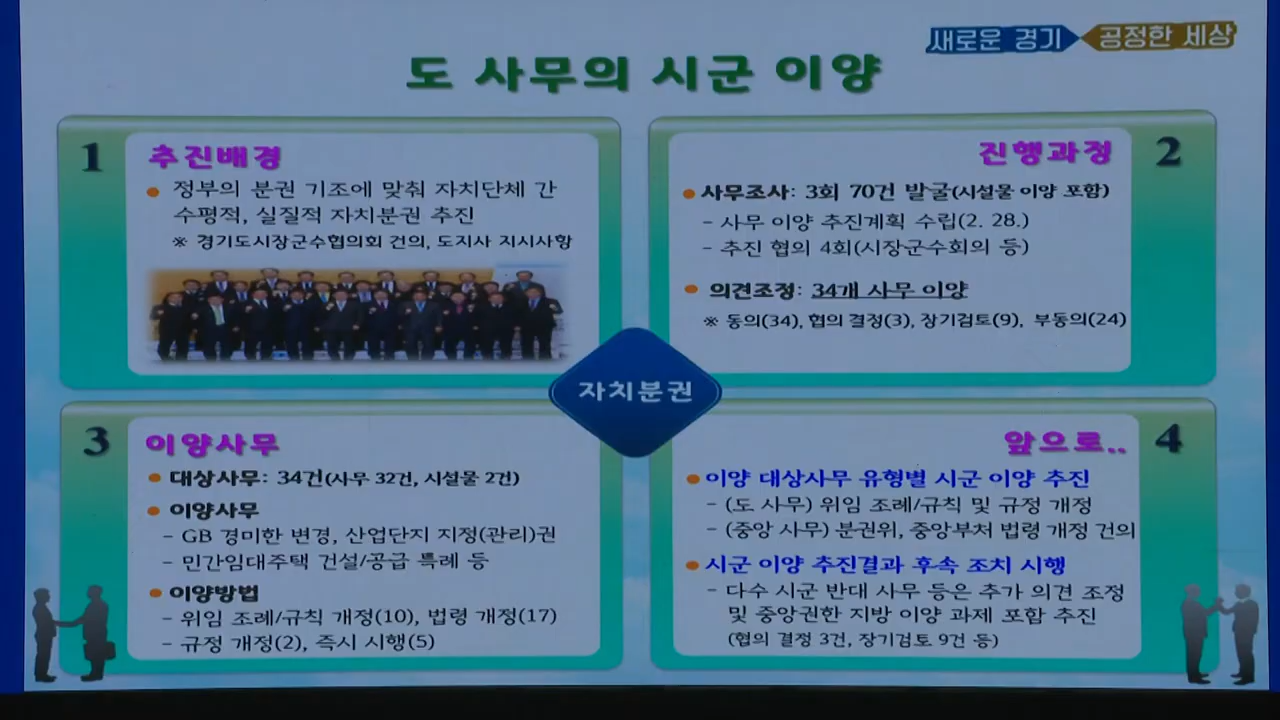 새로운 경기 공정한 세상
도 사무의 시군 이양
1 추진배경
● 정부의 분권 기조에 맞춰 자치단체 간
수평적, 실질적 자치분권 추진
※ 경기도시장군수협의회 건의, 도지사 지시사항
진행과정 2
● 사무조사: 3회 70건 발굴(시설물 이양 포함)
- 사무 이양 추진계획 수립(2. 28.)
- 추진 협의 4회(시장군수회의 등)
● 의견조정: 34개 사무 이양
※ 동의(34), 협의 결정(3), 장기검토(9), 부동의(24)
자치분권
3 이양사무
● 대상사무: 34건(사무 32건, 시설물 2건)
● 이양사무
- GB 경미한 변경, 산업단지 지정(관리)권
- 민간임대주택 건설/공급 특례 등
● 이양방법
- 위임 조례/규칙 개정(10), 법령 개정(17)
- 규정 개정(2), 즉시 시행(5)
앞으로.. 4
● 이양 대상사무 유형별 시군 이양 추진
- (도 사무) 위임 조례/규칙 및 규정 개정
- (중앙 사무) 분권위, 중앙부처 법령 개정 건의
● 시군 이양 추진결과 후속 조치 시행
- 다수 시군 반대 사무 등은 추가 의견 조정
및 중앙권한 지방 이양 과제 포함 추진
(협의 결정 3건, 장기검토 9건 등)